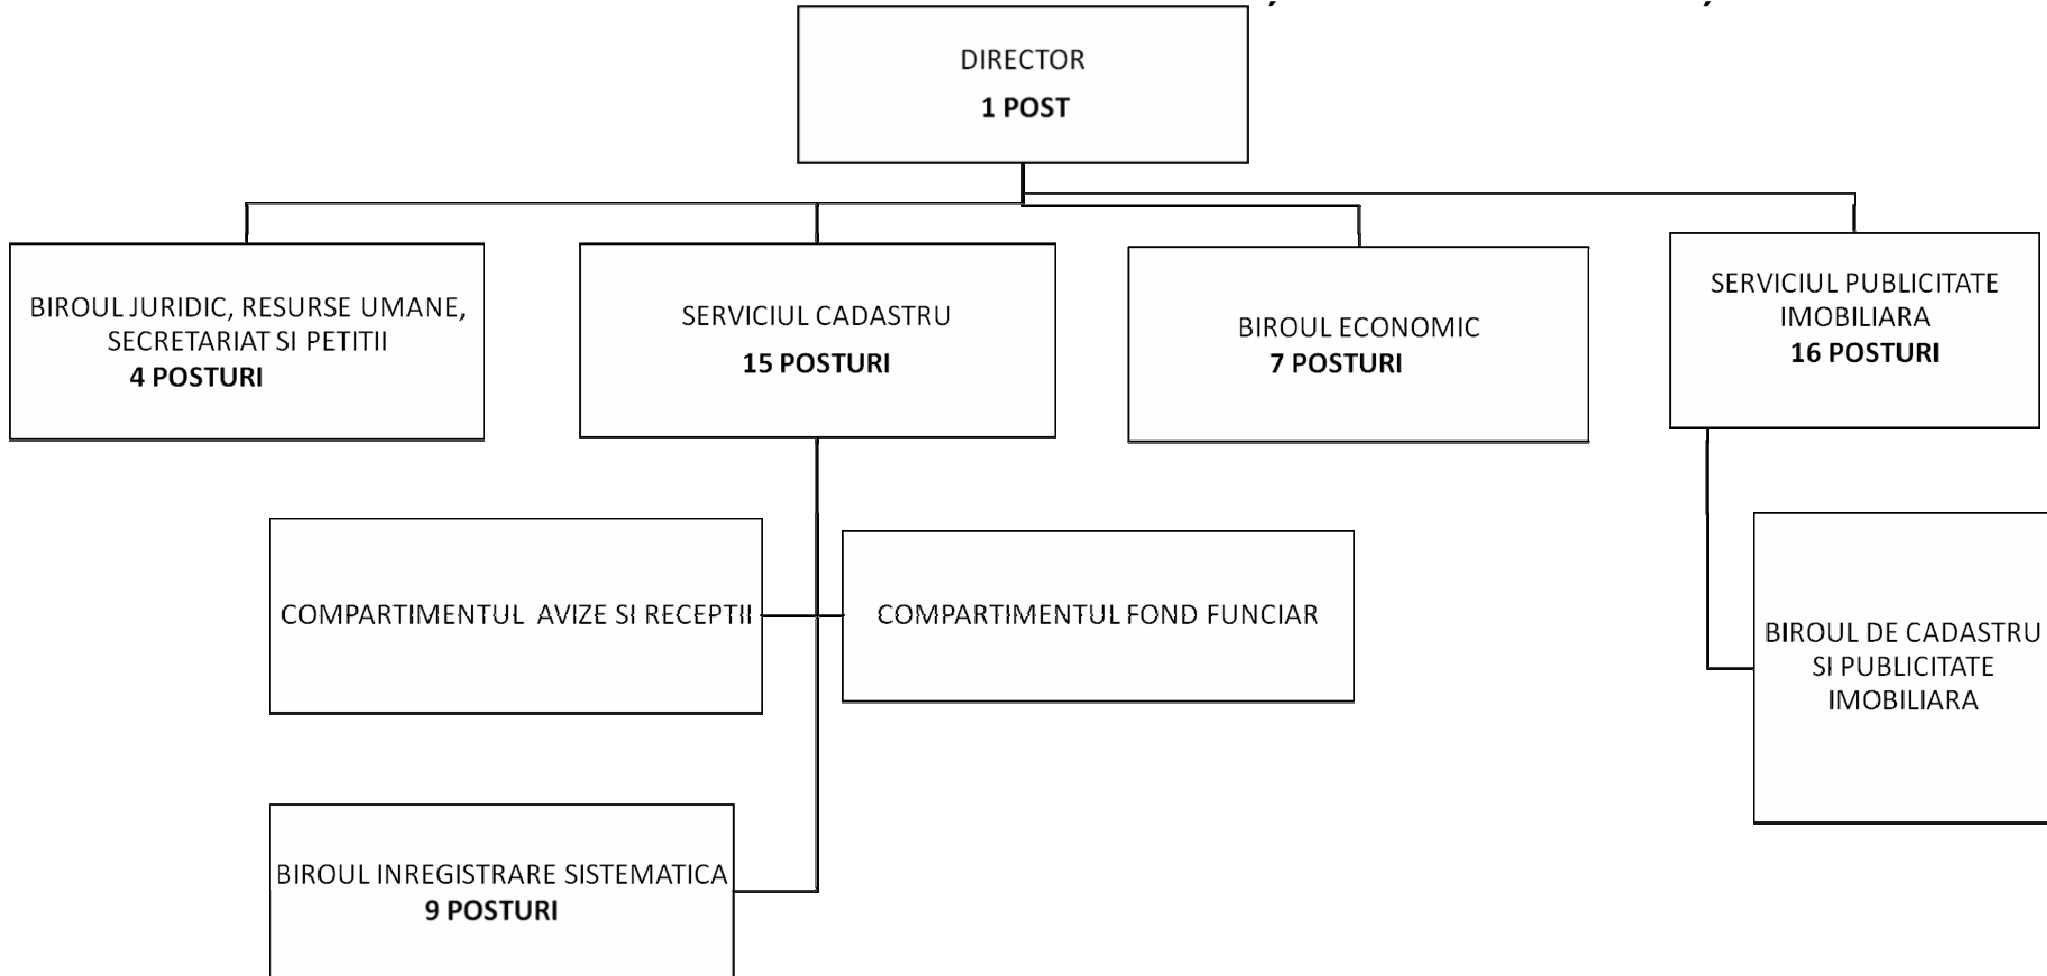 DIRECTOR
1 POST
BIROUL JURIDIC, RESURSE UMANE,
SECRETARIAT SI PETITII
4 POSTURI
SERVICIUL CADASTRU
15 POSTURI
BIROUL ECONOMIC
7 POSTURI
SERVICIUL PUBLICITATE
IMOBILIARA
16 POSTURI
COMPARTIMENTUL AVIZE SI RECEPTII
COMPARTIMENTUL FOND FUNCIAR
BIROUL DE CADASTRU
SI PUBLICITATE
IMOBILIARA
BIROUL INREGISTRARE SISTEMATICA
9 POSTURI